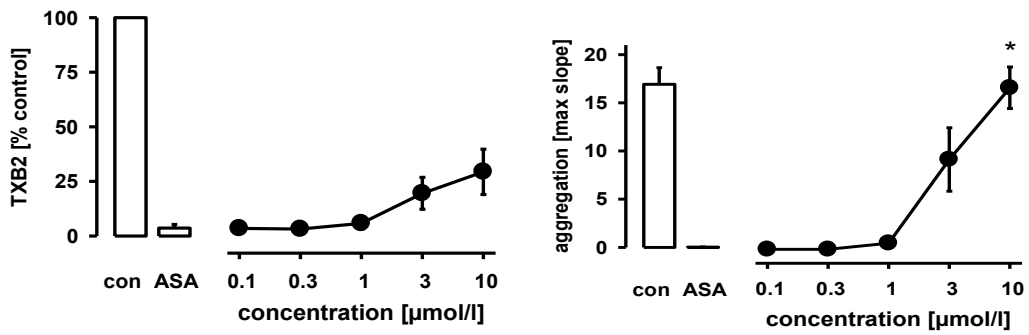 TXB2 [% control]
100
75
50
25
0
con ASA
0.1 0.3 1 3 10
concentration [µmol/l]
aggregation [max slope]
20
15
10
5
0
*
con ASA
0.1 0.3 1 3 10
concentration [µmol/l]